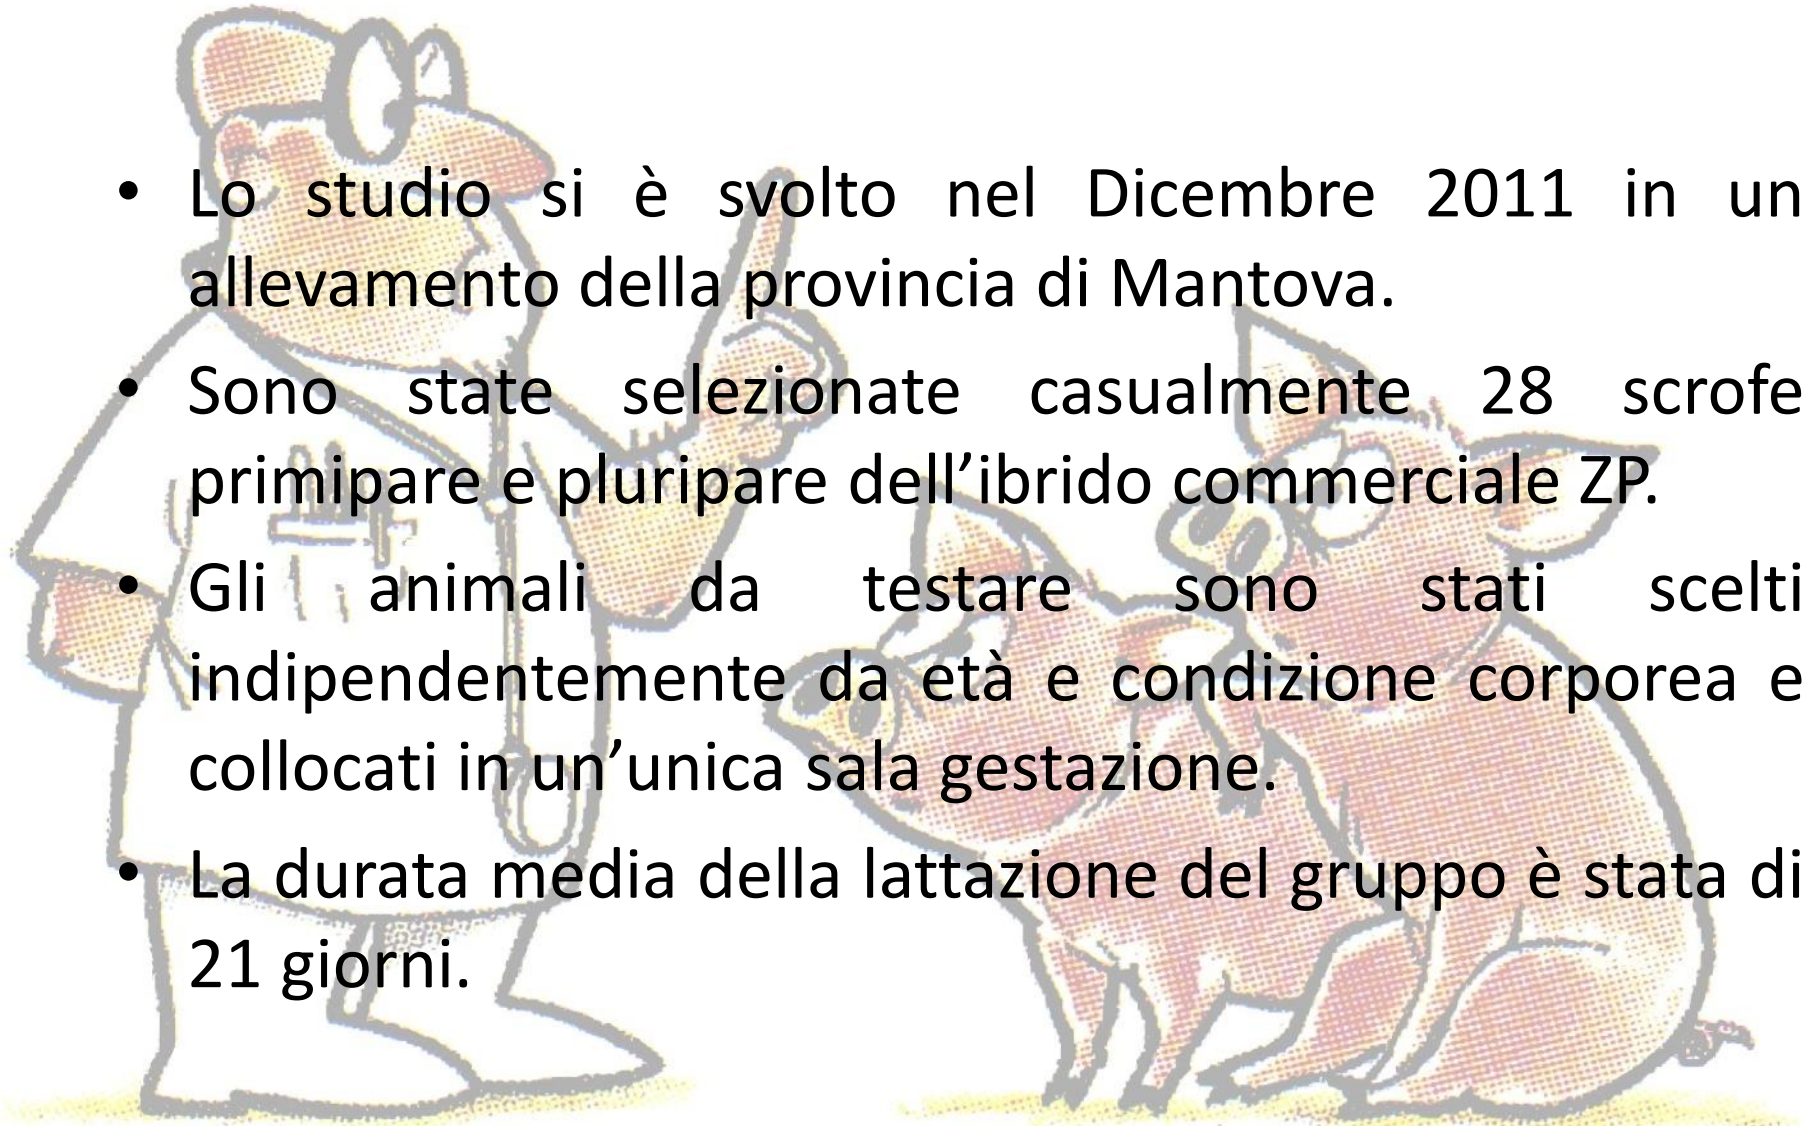 • Lo studio si è svolto nel Dicembre 2011 in un
allevamento della provincia di Mantova.
• Sono state selezionate casualmente 28 scrofe
primipare e pluripare dell’ibrido commerciale ZP.
• Gli animali da testare sono stati scelti
indipendentemente da età e condizione corporea e
collocati in un’unica sala gestazione.
• La durata media della lattazione del gruppo è stata di
21 giorni.